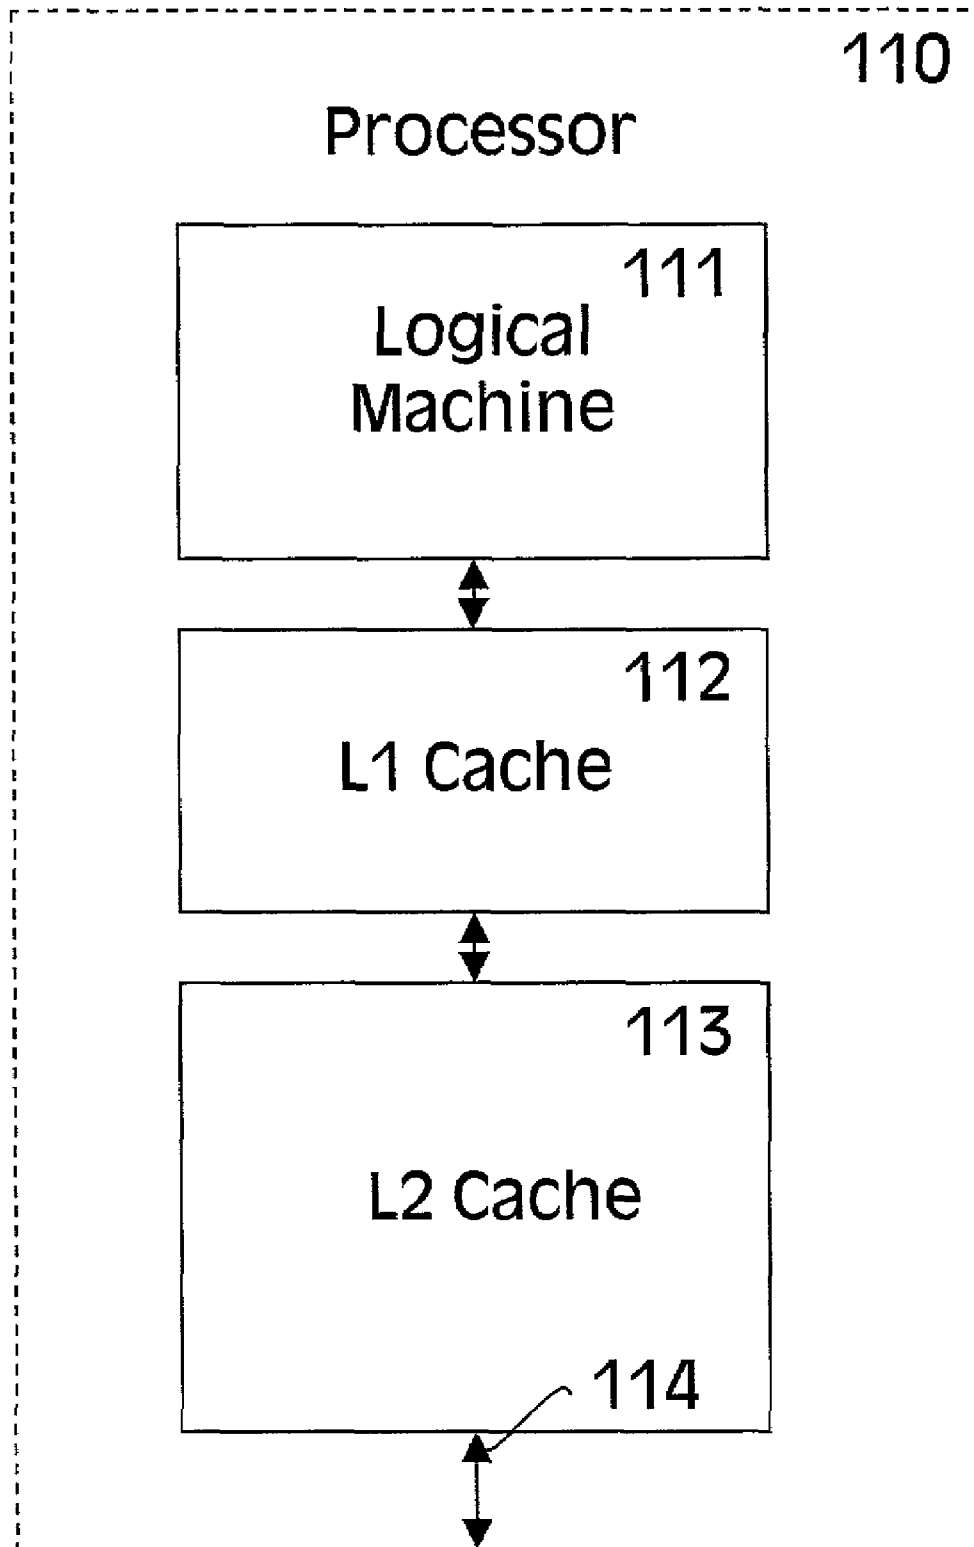 110
Processor
111
Logical
Machine
112
L1 Cache
113
L2 Cache
114